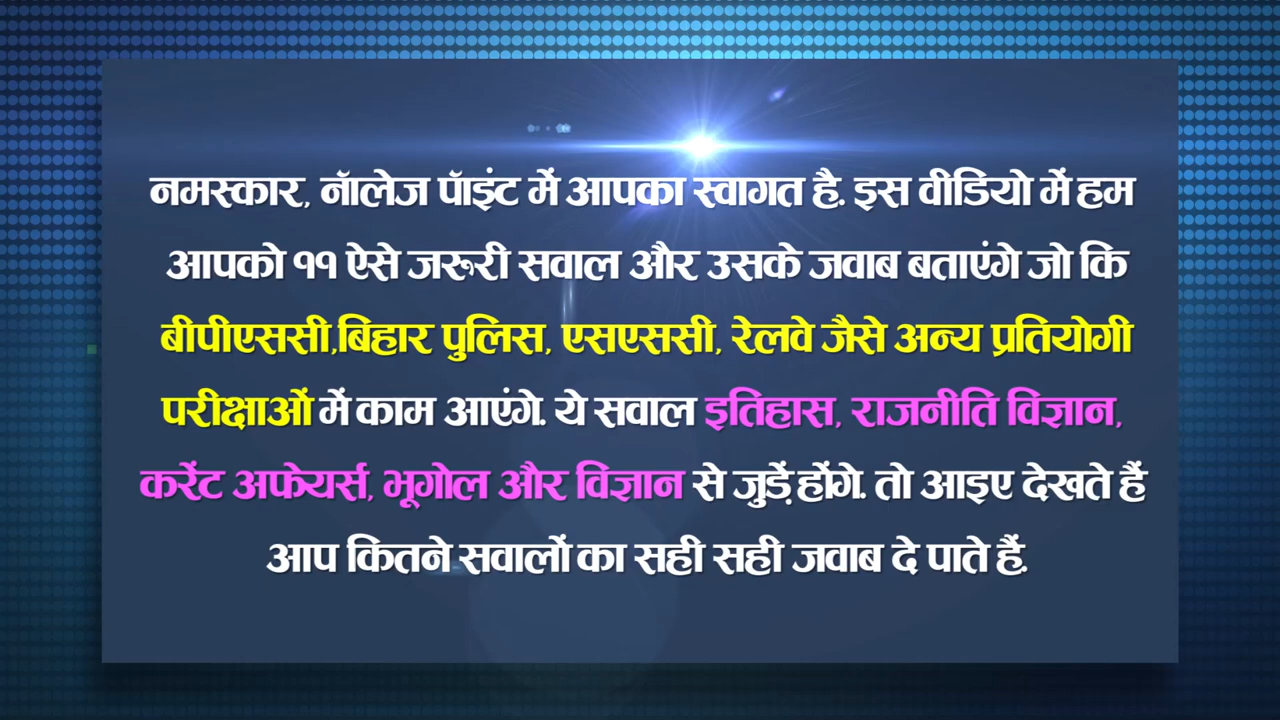 नमस्कार, नॉलेज पॉइंट में आपका स्वागत है. इस वीडियो में हम
आपको ११ ऐसे जरूरी सवाल और उसके जवाब बताएंगे जो कि
बीपीएससी,बिहार पुलिस, एसएससी, रेलवे जैसे अन्य प्रतियोगी
परीक्षाओं में काम आएंगे. ये सवाल इतिहास, राजनीति विज्ञान,
करेंट अफेयर्स, भूगोल और विज्ञान से जुड़ें होंगे. तो आइए देखते हैं
आप कितने सवालों का सही सही जवाब दे पाते हैं.